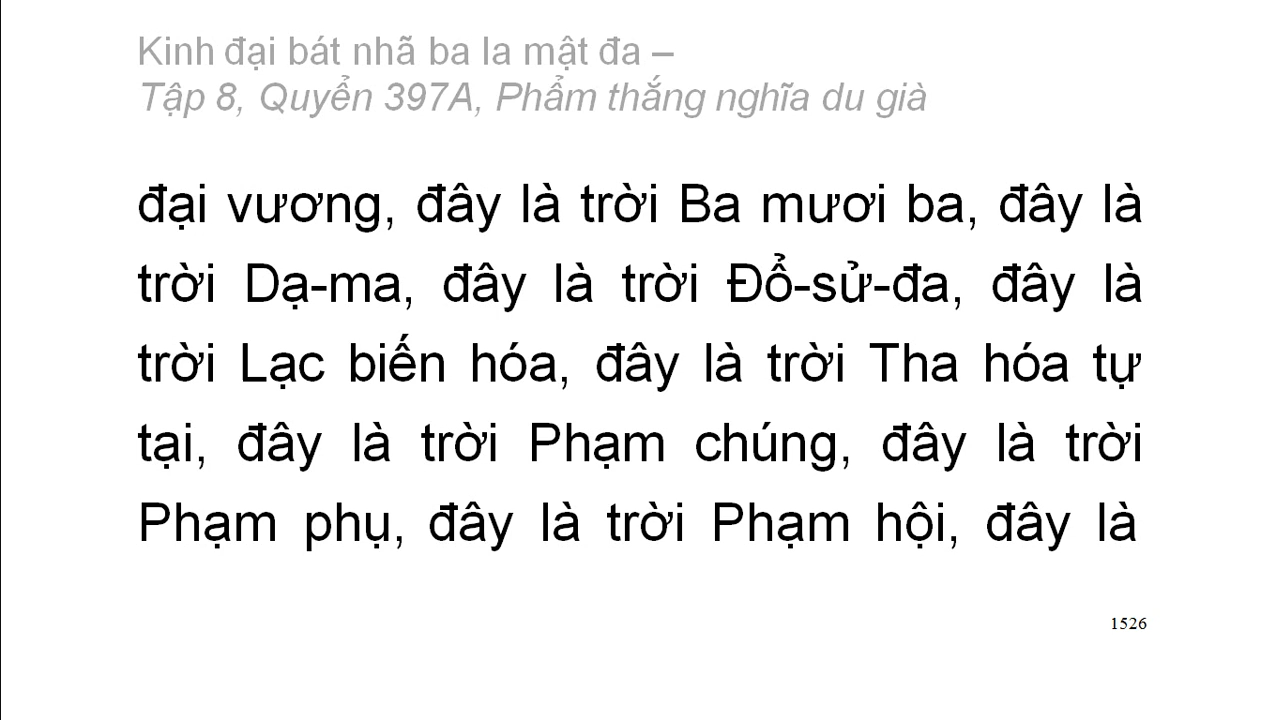 Kinh đại bát nhã ba la mật đa –
Tập 8, Quyển 397A, Phẩm thắng nghĩa du già
đại vương, đây là trời Ba mươi ba, đây là
trời Dạ-ma, đây là trời Đổ-sử-đa, đây là
trời Lạc biến hóa, đây là trời Tha hóa tự
tại, đây là trời Phạm chúng, đây là trời
Phạm phụ, đây là trời Phạm hội, đây là
1526